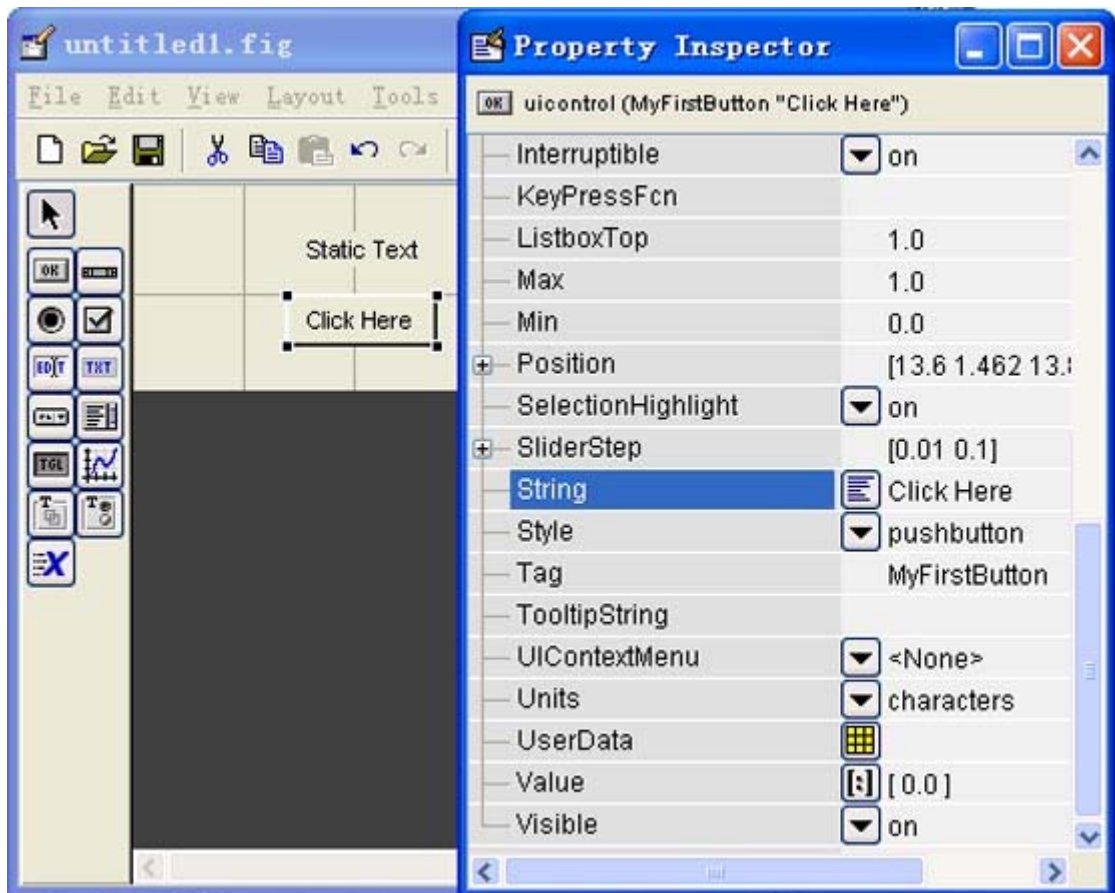 untitled1.fig
File Edit View Layout Tools
OK
EDIT TXT
TGL
T T
X
Static Text
Click Here
Property Inspector
OK uicontrol (MyFirstButton "Click Here")
Interruptible on
KeyPressFcn
ListboxTop 1.0
Max 1.0
Min 0.0
Position [13.6 1.462 13.8
SelectionHighlight on
SliderStep [0.01 0.1]
String Click Here
Style pushbutton
Tag MyFirstButton
TooltipString
UIContextMenu <None>
Units characters
UserData
Value [:] [ 0.0 ]
Visible on